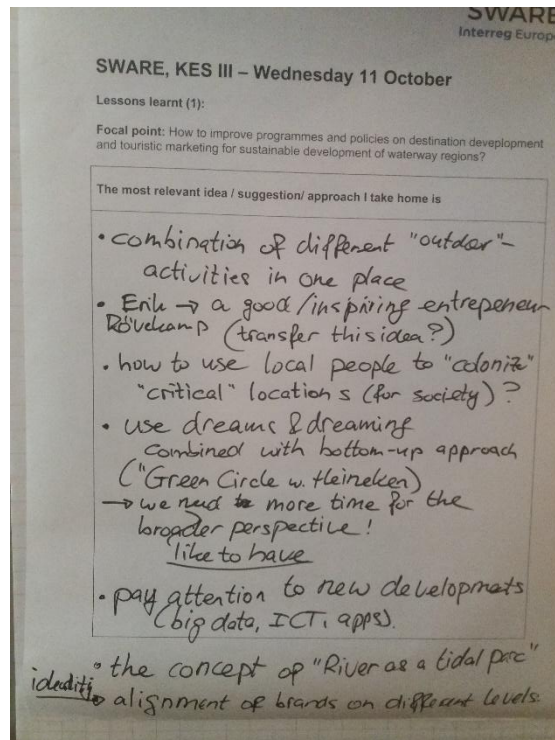 SWARE
Interreg Europ
SWARE, KES III – Wednesday 11 October
Lessons learnt (1):
Focal point: How to improve programmes and policies on destination deveplopment
and touristic marketing for sustainable development of waterway regions?
The most relevant idea / suggestion/ approach I take home is
• combination of different "outdoor"-
activities in one place
• Erik → a good/inspiring entrepeneur
Rövekamp (transfer this idea?)
• how to use local people to "colonize"
"critical" locations (for society)?
• use dreams & dreaming
combined with bottom-up approach
("Green Circle w. Heineken)
→ we need more time for the
broader perspective!
like to have
• pay attention to new developmets
(big data, ICT, apps).
• the concept of "River as a tidal parc"
• alignment of brands on different levels.